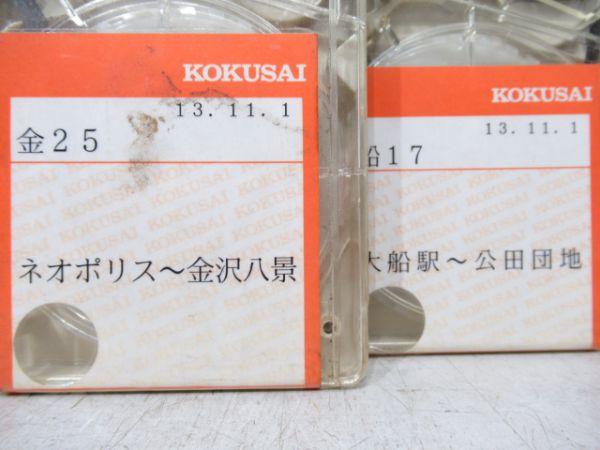 KOKUSAI
13.11.1
金25
ネオポリス～金沢八景
KOKUSAI
13.11.1
船17
大船駅～公田団地